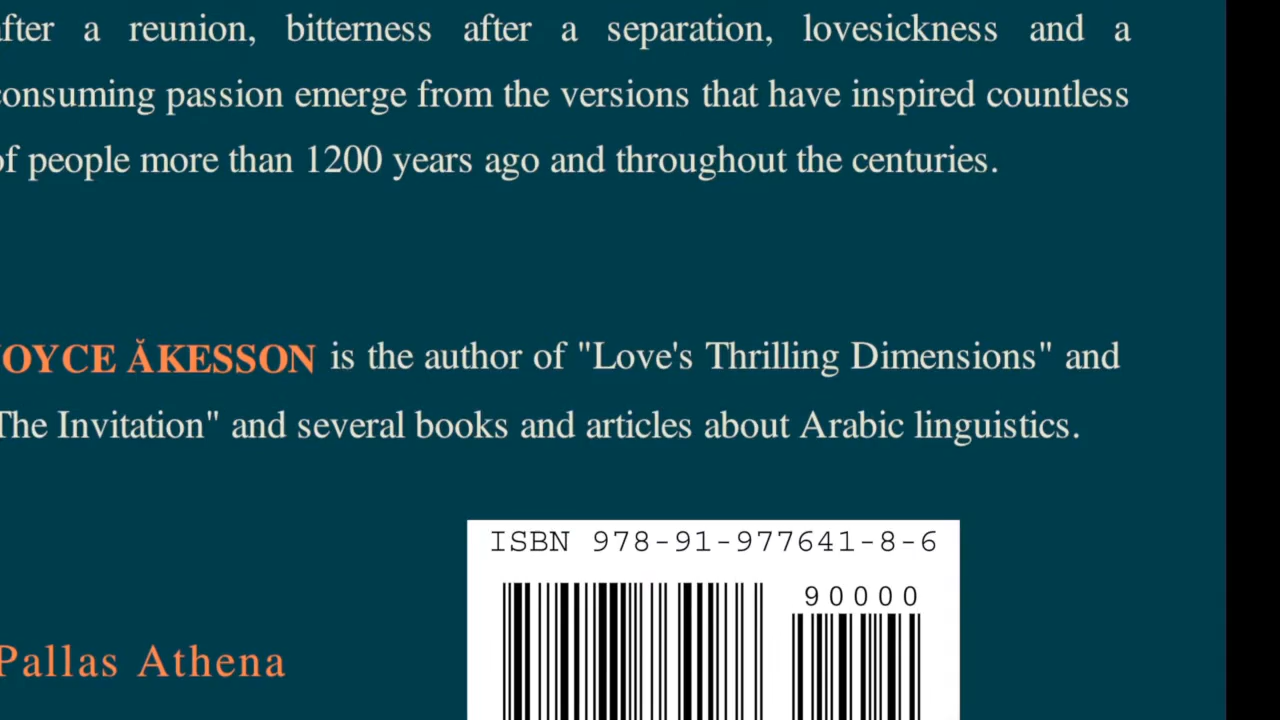 after a reunion, bitterness after a separation, lovesickness and a
consuming passion emerge from the versions that have inspired countless
of people more than 1200 years ago and throughout the centuries.
JOYCE ÅKESSON is the author of "Love's Thrilling Dimensions" and
The Invitation" and several books and articles about Arabic linguistics.
ISBN 978-91-977641-8-6
90000
Pallas Athena